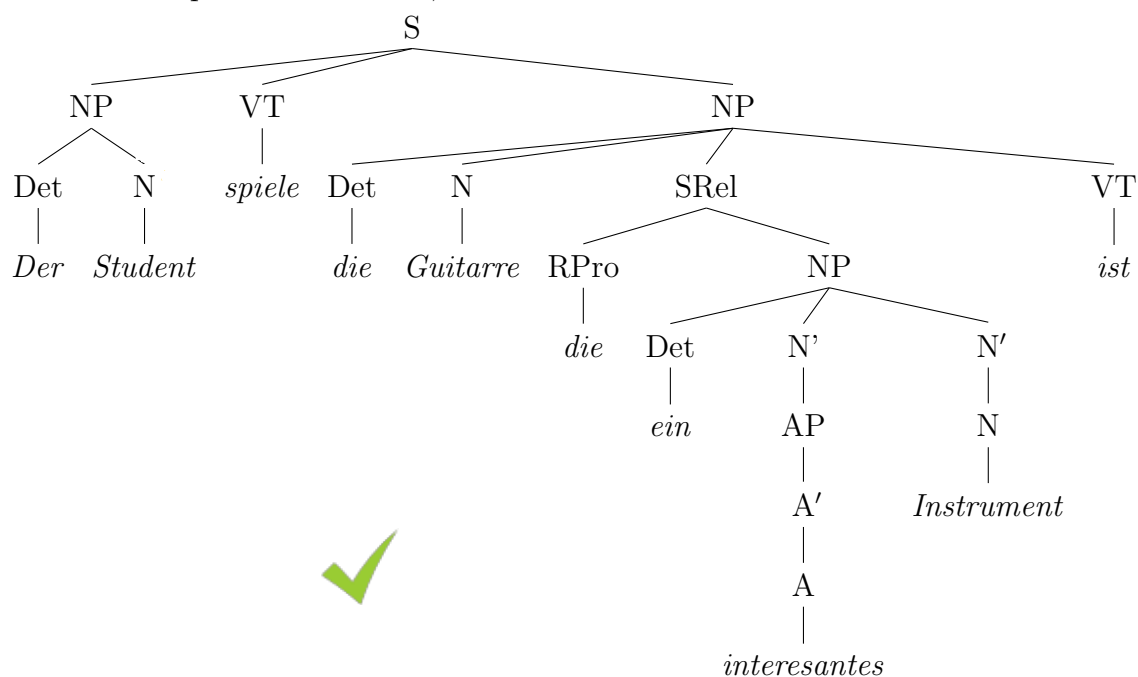 S
NP VT NP
Det N spiele Det N SRel VT
Der Student die Guitarre RPro NP ist
die Det N’ N′
ein AP N
A′ Instrument
A
interesantes